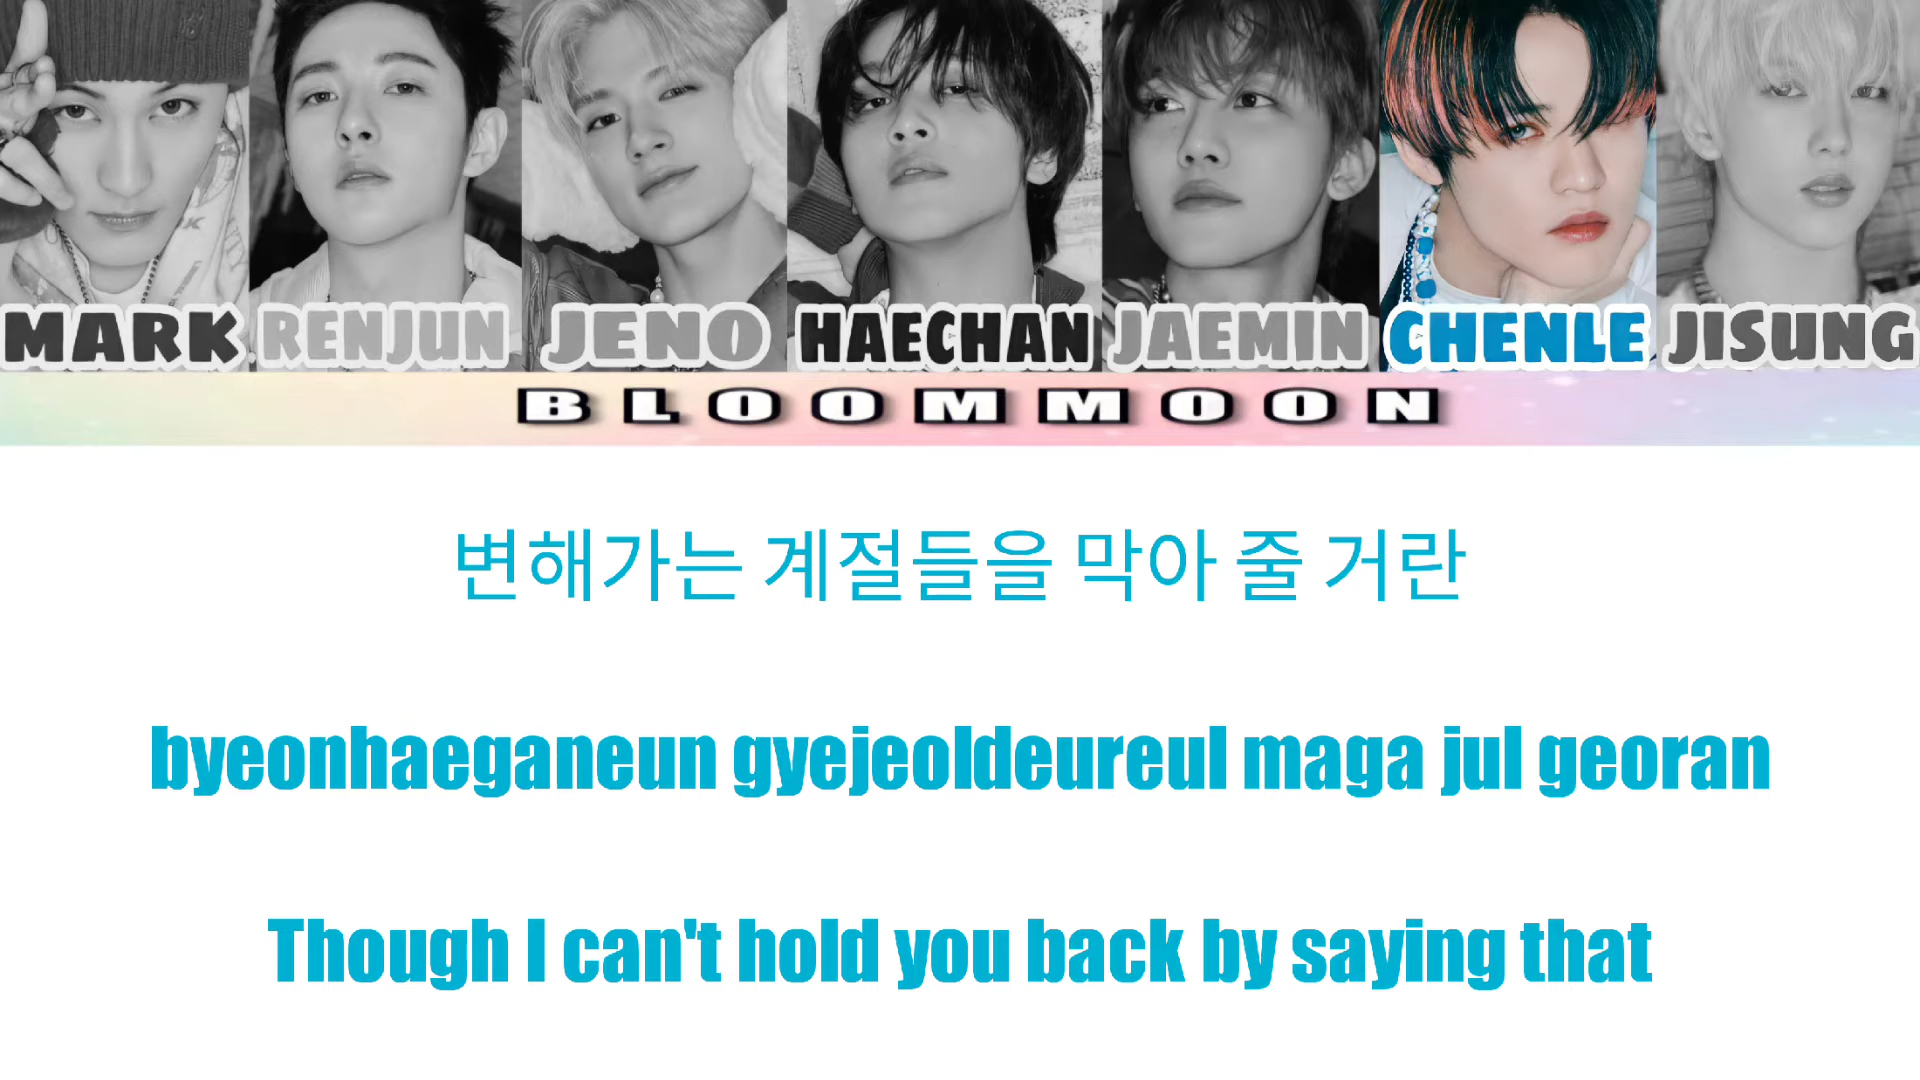 MARK RENJUN JENO HAECHAN JAEMIN CHENLE JISUNG
BLOOMMOON
변해가는 계절들을 막아 줄 거란
byeonhaeganeun gyejeoldeureul maga jul georan
Though I can't hold you back by saying that